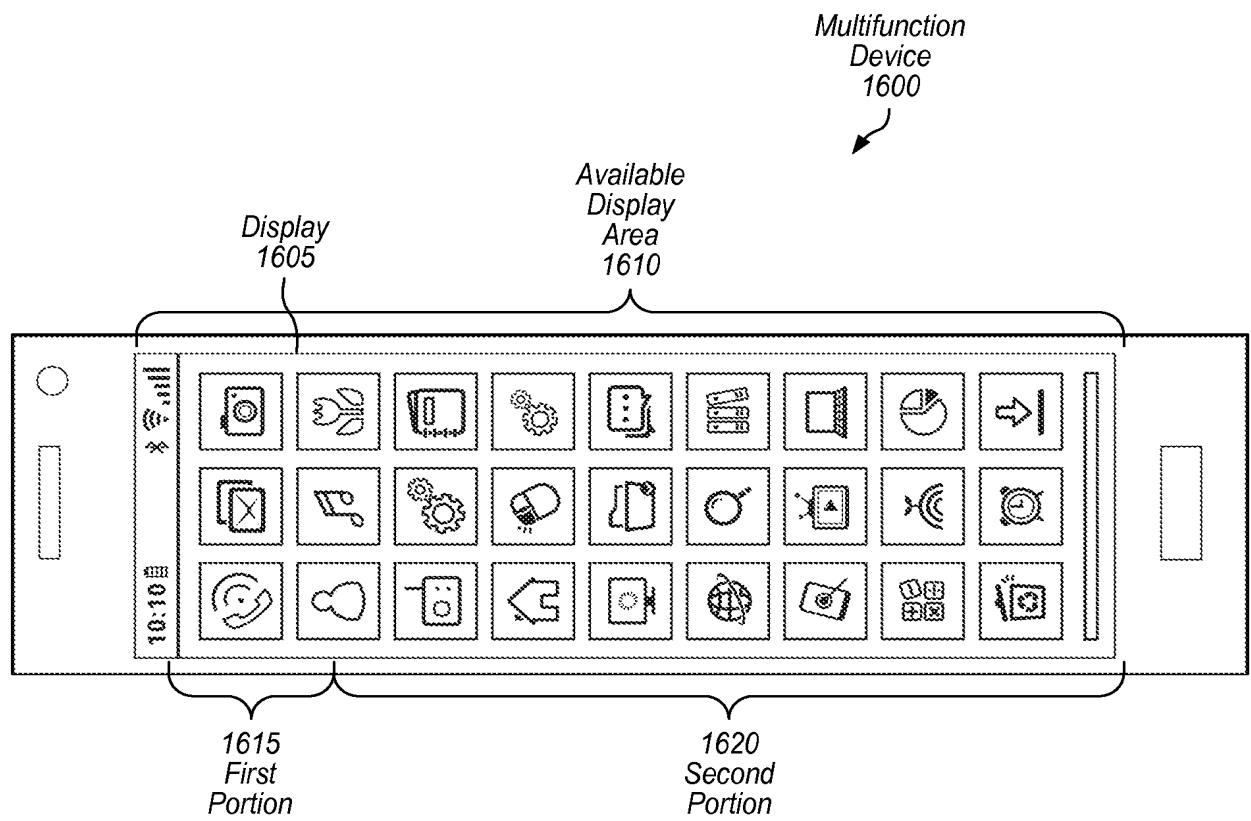 Multifunction
Device
1600
Available
Display
Area
1610
Display
1605
10:10
1615
First
Portion
1620
Second
Portion